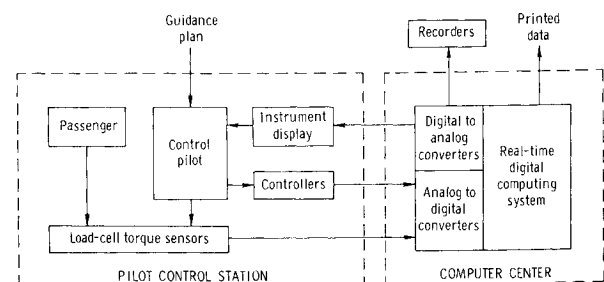 Guidance
plan
Recorders
Printed
data
Passenger
Control
pilot
Instrument
display
Controllers
Load-cell torque sensors
Digital to
analog
converters
Analog to
digital
converters
Real-time
digital
computing
system
PILOT CONTROL STATION
COMPUTER CENTER